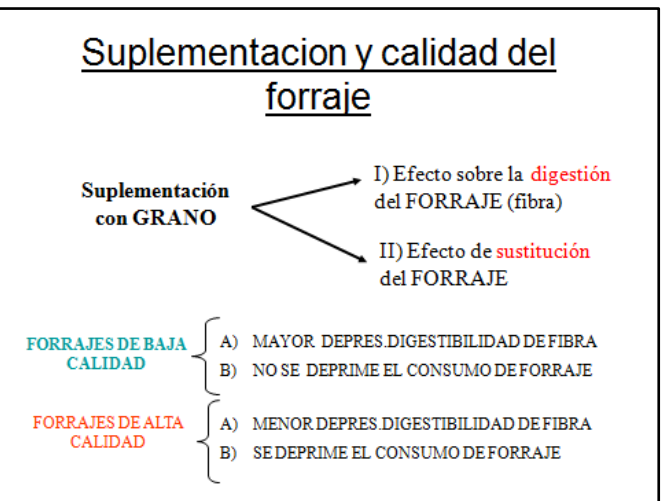 Suplementacion y calidad del
forraje
Suplementación
con GRANO
I) Efecto sobre la digestión
del FORRAJE (fibra)
II) Efecto de sustitución
del FORRAJE
FORRAJES DE BAJA
CALIDAD
A) MAYOR DEPRES.DIGESTIBILIDAD DE FIBRA
B) NO SE DEPRIME EL CONSUMO DE FORRAJE
FORRAJES DE ALTA
CALIDAD
A) MENOR DEPRES.DIGESTIBILIDAD DE FIBRA
B) SE DEPRIME EL CONSUMO DE FORRAJE